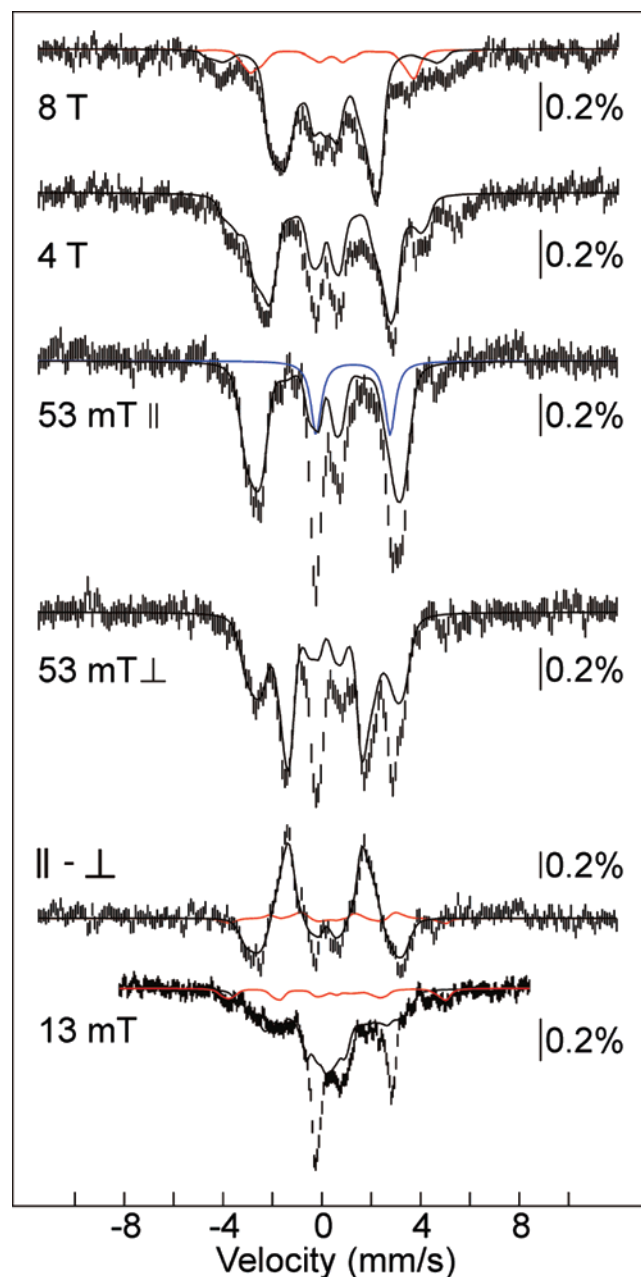 8 T
0.2%
4 T
0.2%
53 mT ||
0.2%
53 mT ⊥
0.2%
|| - ⊥
0.2%
13 mT
0.2%
-8 -4 0 4 8
Velocity (mm/s)